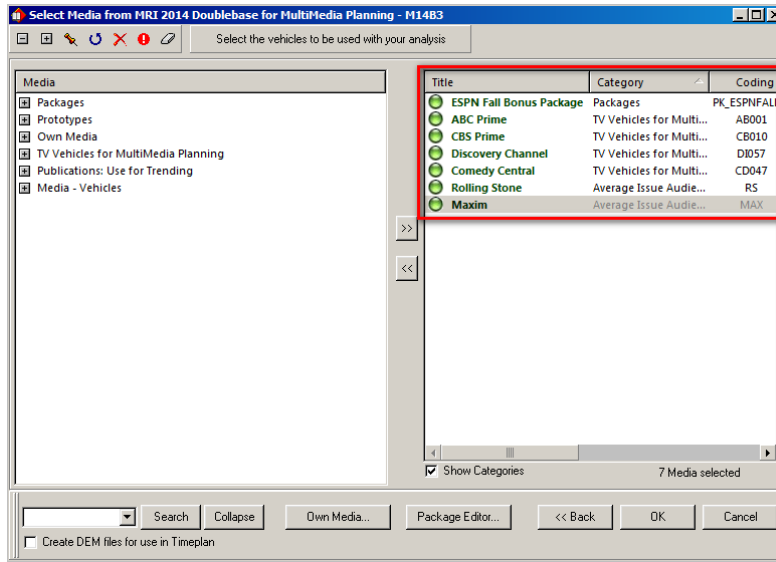 Select Media from MRI 2014 Doublebase for MultiMedia Planning - M14B3
Select the vehicles to be used with your analysis
Media
Packages
Prototypes
Own Media
TV Vehicles for MultiMedia Planning
Publications: Use for Trending
Media - Vehicles
>>
<<
Title Category Coding
ESPN Fall Bonus Package Packages PK_ESPNFALL
ABC Prime TV Vehicles for Multi... AB001
CBS Prime TV Vehicles for Multi... CB010
Discovery Channel TV Vehicles for Multi... DI057
Comedy Central TV Vehicles for Multi... CD047
Rolling Stone Average Issue Audie... RS
Maxim Average Issue Audie... MAX
Show Categories 7 Media selected
Search Collapse Own Media... Package Editor... << Back OK Cancel
Create DEM files for use in Timeplan